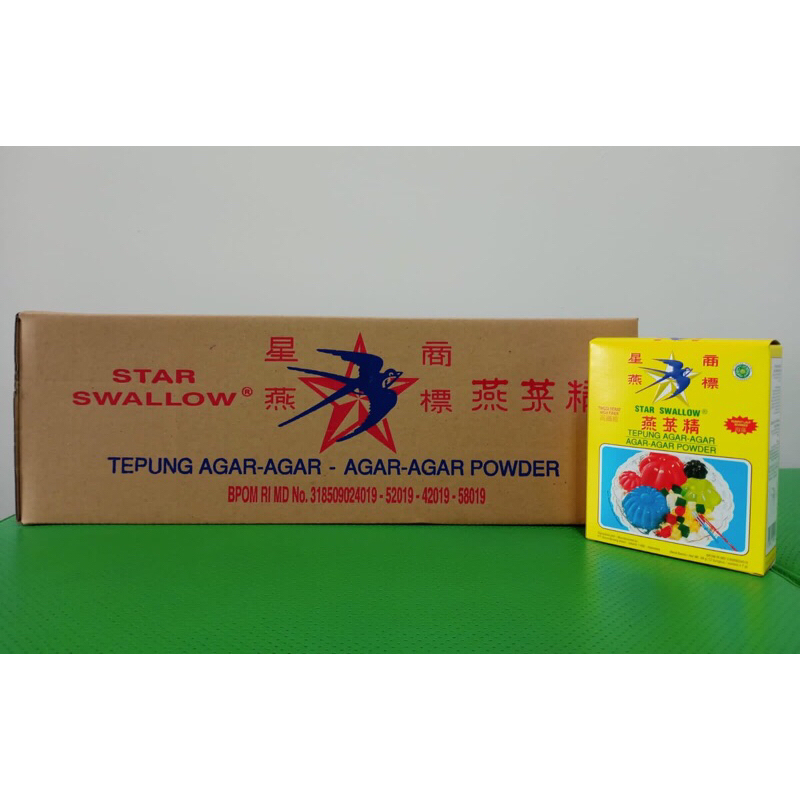 STAR
SWALLOW®
星 商
燕 標
燕菜精
TEPUNG AGAR-AGAR - AGAR-AGAR POWDER
BPOM RI MD No. 318509024019 - 52019 - 42019 - 58019
星 商
燕 標
STAR SWALLOW®
燕菜精
TEPUNG AGAR-AGAR
AGAR-AGAR POWDER